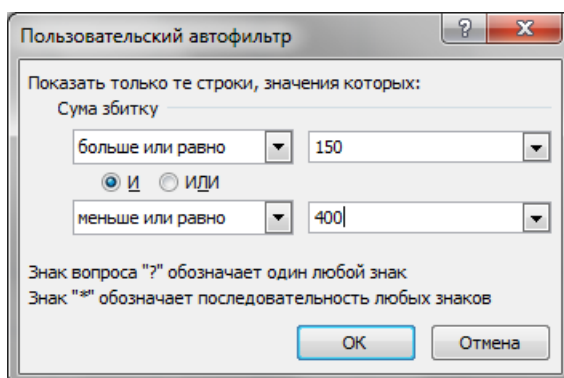 Пользовательский автофильтр
Показать только те строки, значения которых:
Сума збитку
больше или равно 150
И ИЛИ
меньше или равно 400
Знак вопроса "?" обозначает один любой знак
Знак "*" обозначает последовательность любых знаков
ОК Отмена